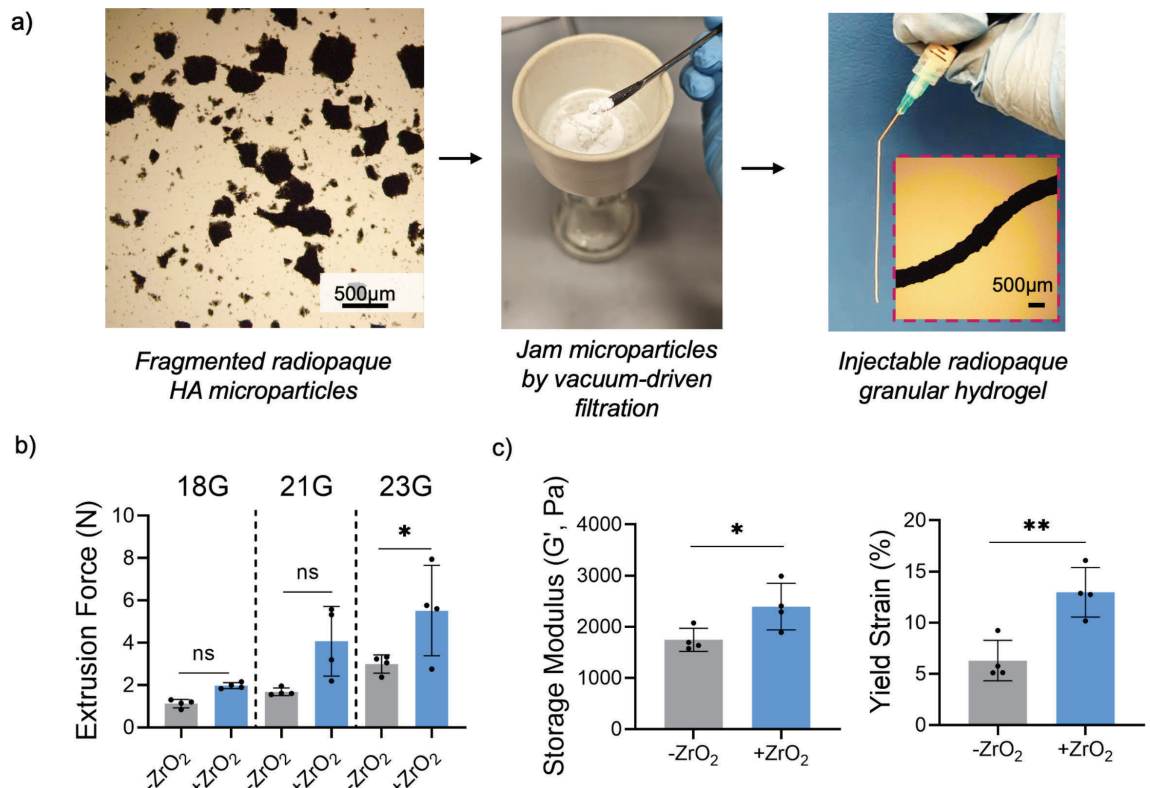 a)
500μm
500μm
Fragmented radiopaque
HA microparticles
Jam microparticles
by vacuum-driven
filtration
Injectable radiopaque
granular hydrogel
b)
18G 21G 23G
Extrusion Force (N)
10
8
6
4
2
0
ns
ns
*
-ZrO₂ +ZrO₂ -ZrO₂ +ZrO₂ -ZrO₂ +ZrO₂
c)
Storage Modulus (G', Pa)
4000
3000
2000
1000
0
*
-ZrO₂ +ZrO₂
Yield Strain (%)
20
15
10
5
0
**
-ZrO₂ +ZrO₂